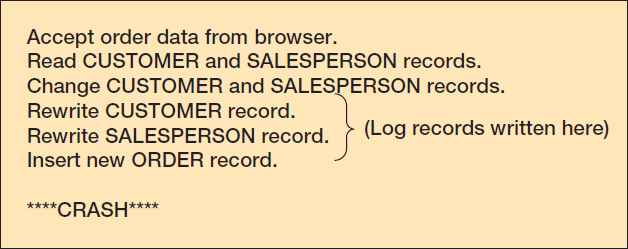 Accept order data from browser.
Read CUSTOMER and SALESPERSON records.
Change CUSTOMER and SALESPERSON records.
Rewrite CUSTOMER record.
Rewrite SALESPERSON record.
(Log records written here)
Insert new ORDER record.
****CRASH****